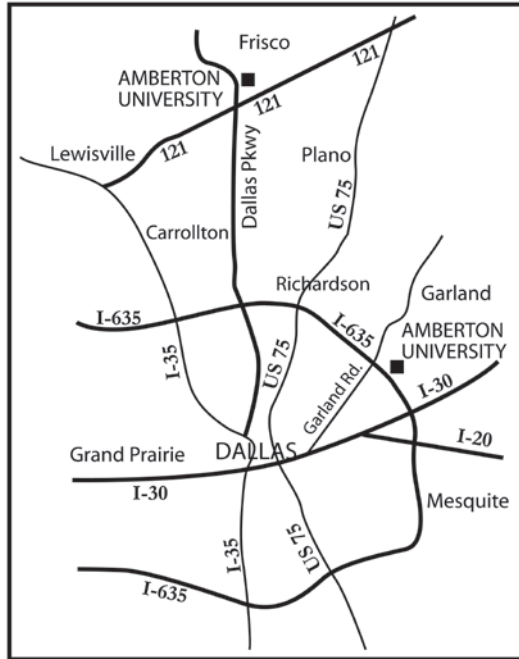 Frisco
121
AMBERTON
UNIVERSITY
121
Lewisville
121
Dallas Pkwy
Plano
US 75
Carrollton
Richardson
Garland
I-635
I-635
AMBERTON
UNIVERSITY
I-35
US 75
Garland Rd.
I-30
Grand Prairie
DALLAS
I-20
I-30
Mesquite
I-35
US 75
I-635